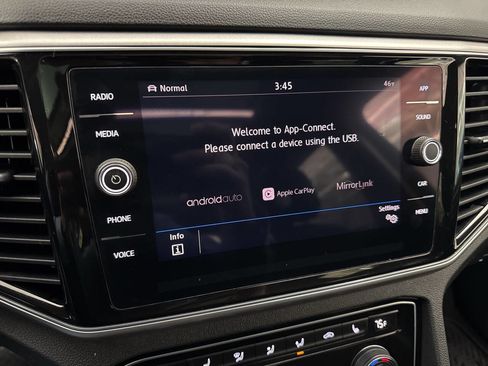 RADIO
MEDIA
PHONE
VOICE
Normal
3:45
46°F
Welcome to App-Connect.
Please connect a device using the USB.
androidauto
Apple CarPlay
MirrorLink
Info
Settings
APP
SOUND
CAR
MENU